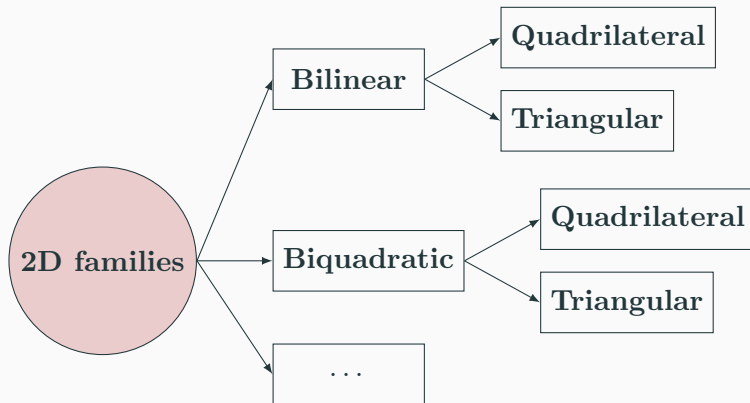 2D families
Bilinear
Quadrilateral
Triangular
Biquadratic
Quadrilateral
Triangular
...